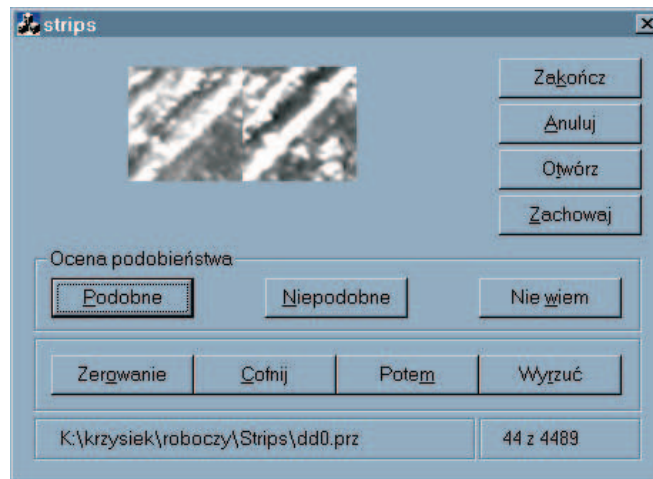 strips
Zakończ
Anuluj
Otwórz
Zachowaj
Ocena podobieństwa
Podobne Niepodobne Nie wiem
Zerowanie Cofnij Potem Wyrzuć
K:\krzysiek\roboczy\Strips\dd0.prz 44 z 4489